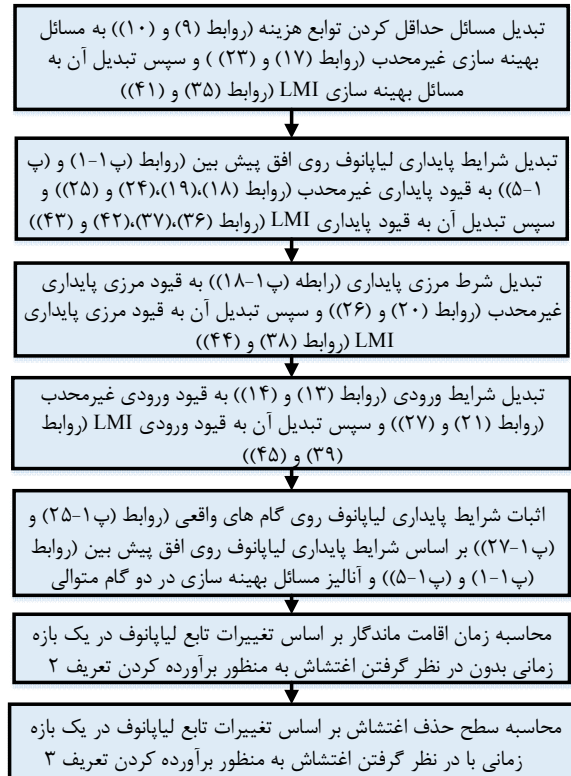 تبدیل مسائل حداقل کردن توابع هزینه (روابط (۹) و (۱۰)) به مسائل
بهینه سازی غیرمحدب (روابط (۱۷) و (۲۳) ) و سپس تبدیل آن به
مسائل بهینه سازی LMI (روابط (۳۵) و (۴۱))
تبدیل شرایط پایداری لیاپانوف روی افق پیش بین (روابط (پ۱-۱) و (پ
۱-۵)) به قیود پایداری غیرمحدب (روابط (۱۸)،(۱۹)،(۲۴) و (۲۵)) و
سپس تبدیل آن به قیود پایداری LMI (روابط (۳۶)،(۳۷)،(۴۲) و (۴۳))
تبدیل شرط مرزی پایداری (رابطه (پ۱-۱۸)) به قیود مرزی پایداری
غیرمحدب (روابط (۲۰) و (۲۶)) و سپس تبدیل آن به قیود مرزی پایداری
LMI (روابط (۳۸) و (۴۴))
تبدیل شرایط ورودی (روابط (۱۳) و (۱۴)) به قیود ورودی غیرمحدب
(روابط (۲۱) و (۲۷)) و سپس تبدیل آن به قیود ورودی LMI (روابط
(۳۹) و (۴۵))
اثبات شرایط پایداری لیاپانوف روی گام های واقعی (روابط (پ۱-۲۵) و
(پ۱-۲۷)) بر اساس شرایط پایداری لیاپانوف روی افق پیش بین (روابط
(پ۱-۱) و (پ۱-۵)) و آنالیز مسائل بهینه سازی در دو گام متوالی
محاسبه زمان اقامت ماندگار بر اساس تغییرات تابع لیاپانوف در یک بازه
زمانی بدون در نظر گرفتن اغتشاش به منظور برآورده کردن تعریف ۲
محاسبه سطح حذف اغتشاش بر اساس تغییرات تابع لیاپانوف در یک بازه
زمانی با در نظر گرفتن اغتشاش به منظور برآورده کردن تعریف ۳